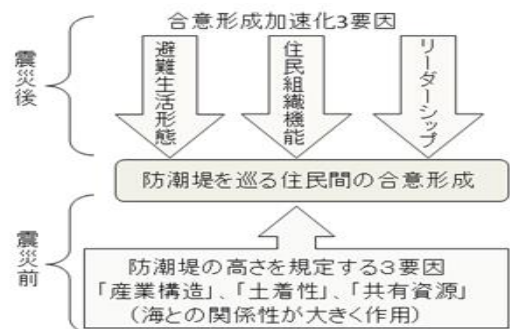 合意形成加速化3要因
震災後
避難生活形態
住民組織機能
リーダーシップ
防潮堤を巡る住民間の合意形成
震災前
防潮堤の高さを規定する3要因
「産業構造」、「土着性」、「共有資源」
(海との関係性が大きく作用)